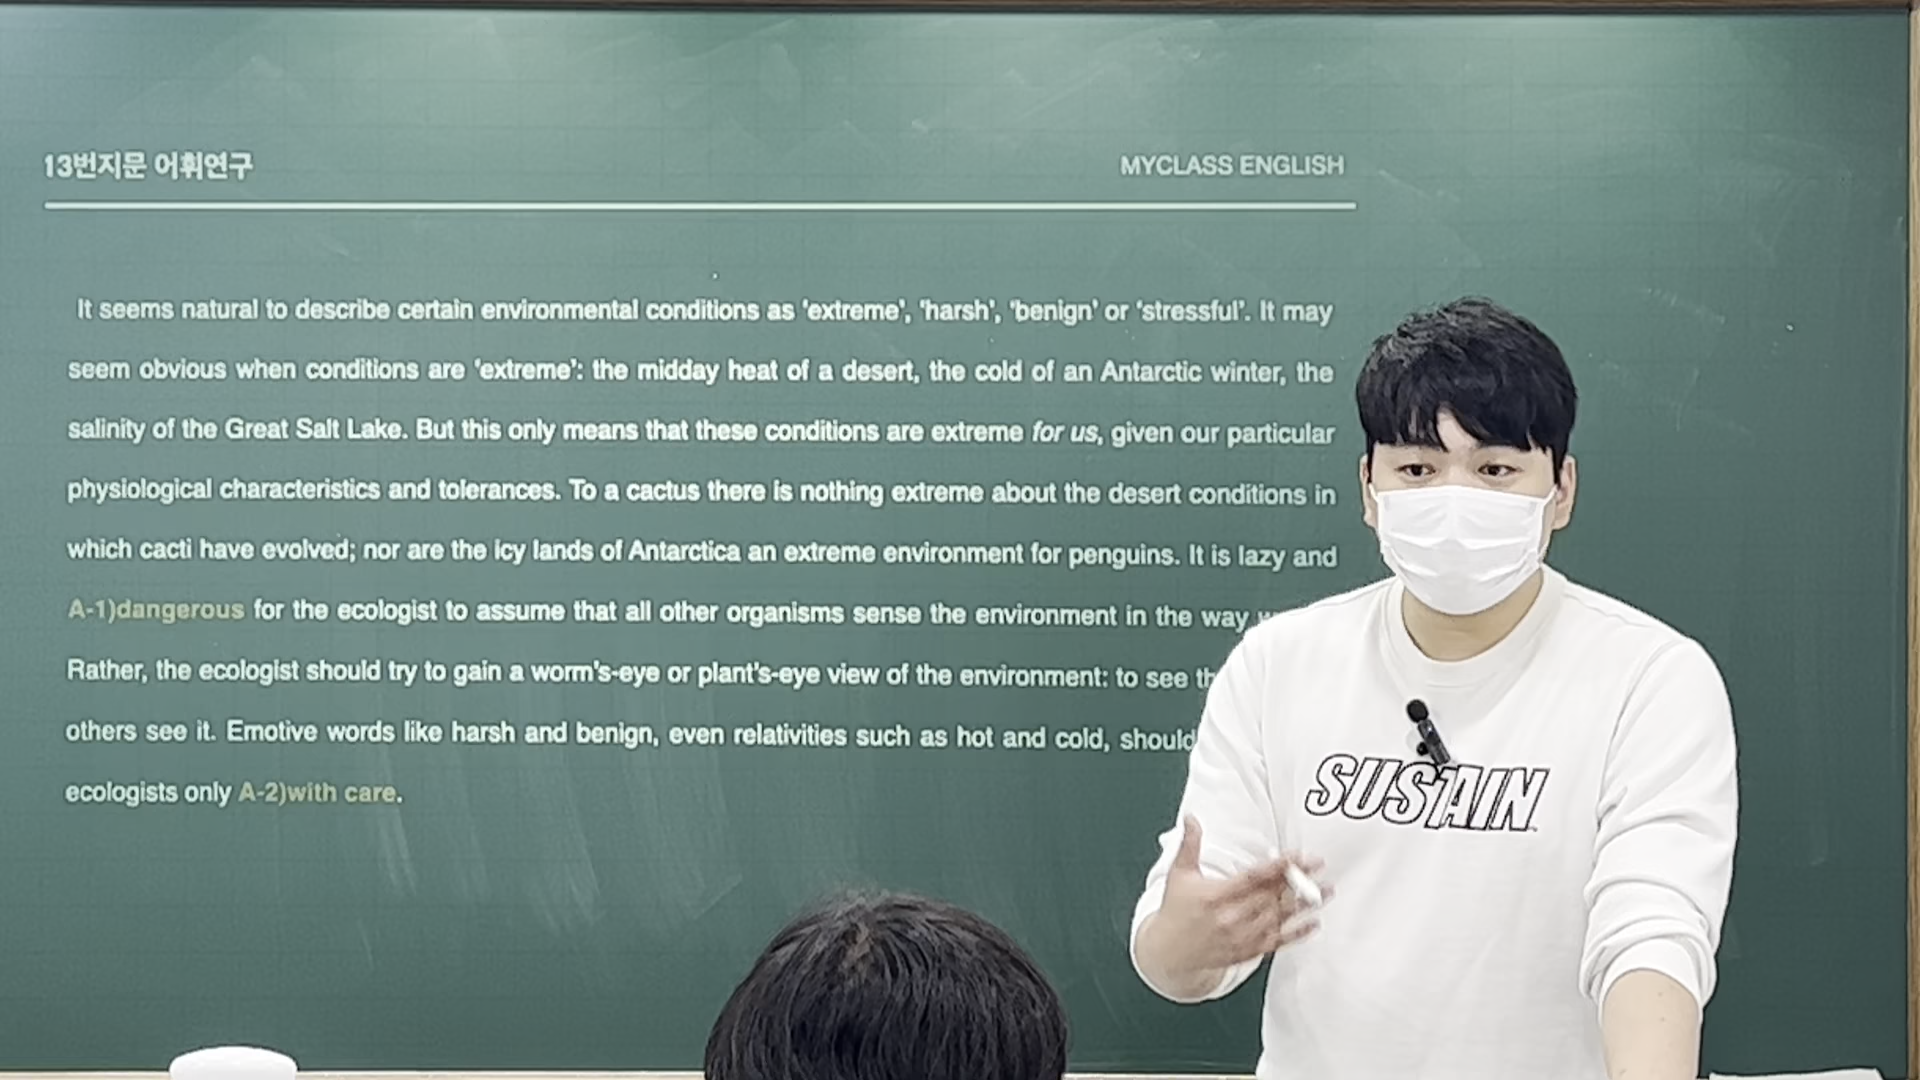 13번지문 어휘연구
MYCLASS ENGLISH
It seems natural to describe certain environmental conditions as 'extreme', 'harsh', 'benign' or 'stressful'. It may
seem obvious when conditions are 'extreme': the midday heat of a desert, the cold of an Antarctic winter, the
salinity of the Great Salt Lake. But this only means that these conditions are extreme for us, given our particular
physiological characteristics and tolerances. To a cactus there is nothing extreme about the desert conditions in
which cacti have evolved; nor are the icy lands of Antarctica an extreme environment for penguins. It is lazy and
A-1)dangerous for the ecologist to assume that all other organisms sense the environment in the way
Rather, the ecologist should try to gain a worm's-eye or plant's-eye view of the environment: to see
others see it. Emotive words like harsh and benign, even relativities such as hot and cold, should
ecologists only A-2)with care.
SUSTAIN